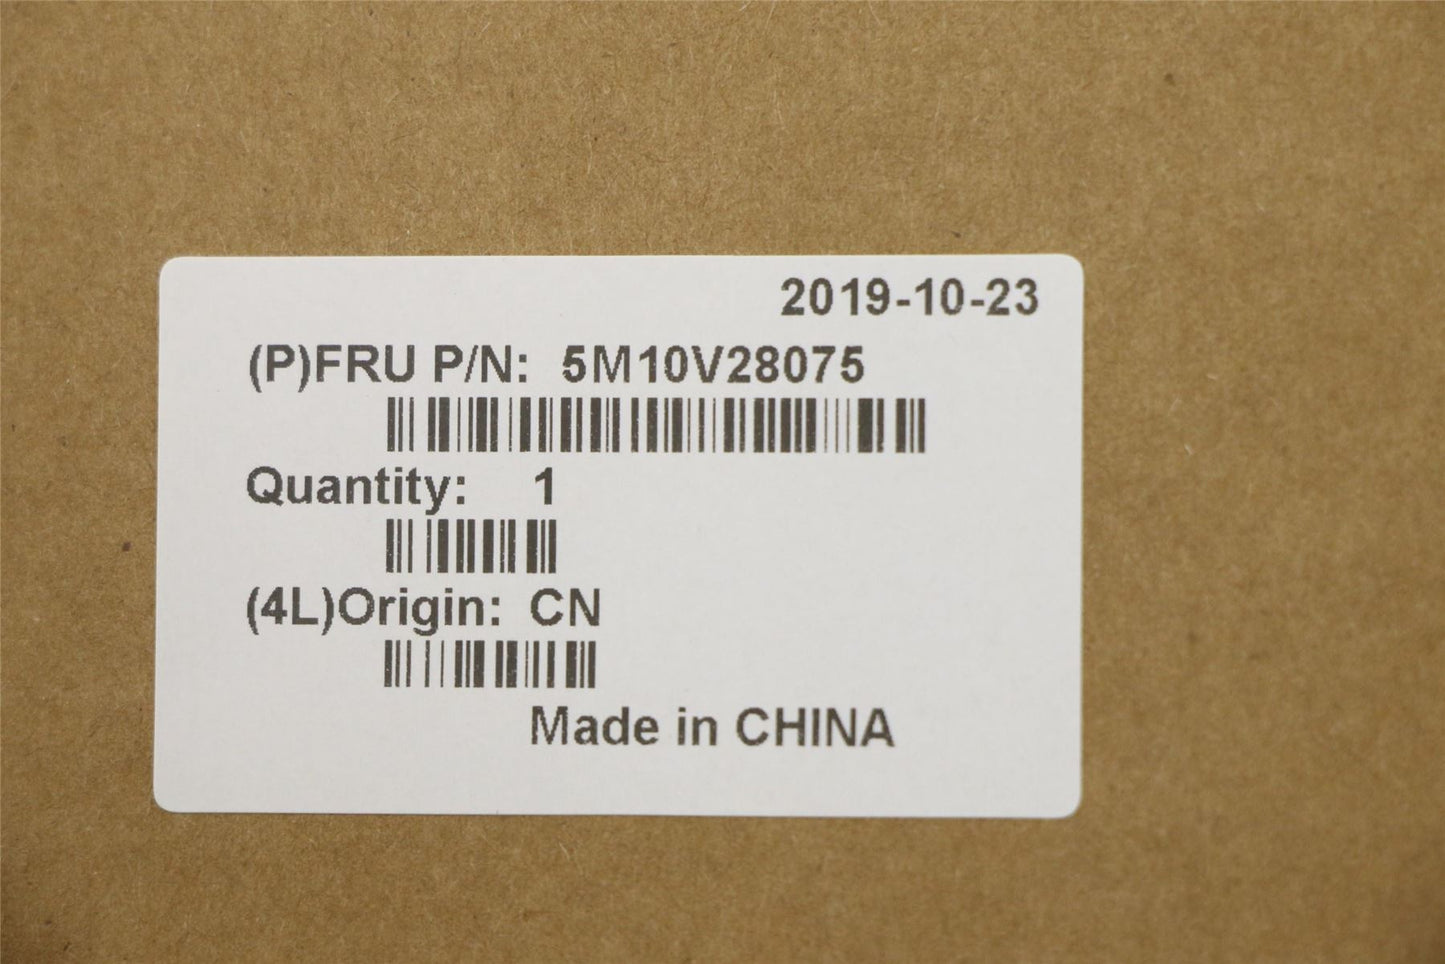 2019-10-23
(P)FRU P/N: 5M10V28075
Quantity: 1
(4L)Origin: CN
Made in CHINA